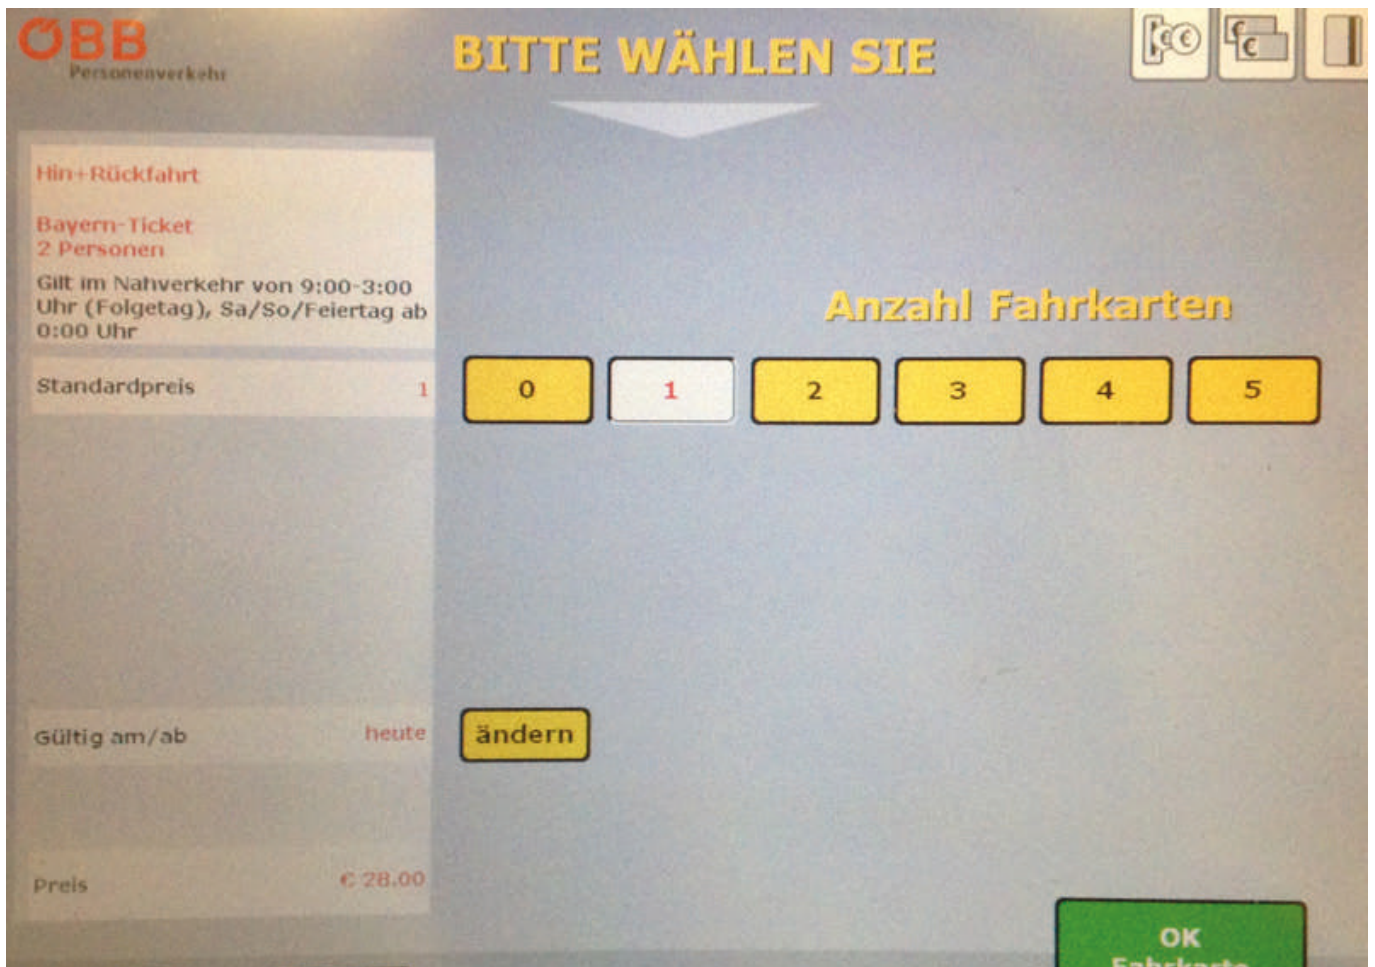 ÖBB
Personenverkehr
BITTE WÄHLEN SIE
Hin+Rückfahrt
Bayern-Ticket
2 Personen
Gilt im Nahverkehr von 9:00-3:00
Uhr (Folgetag), Sa/So/Feiertag ab
0:00 Uhr
Anzahl Fahrkarten
Standardpreis 1
0 1 2 3 4 5
Gültig am/ab heute
ändern
Preis € 28.00
OK
Fahrkarte